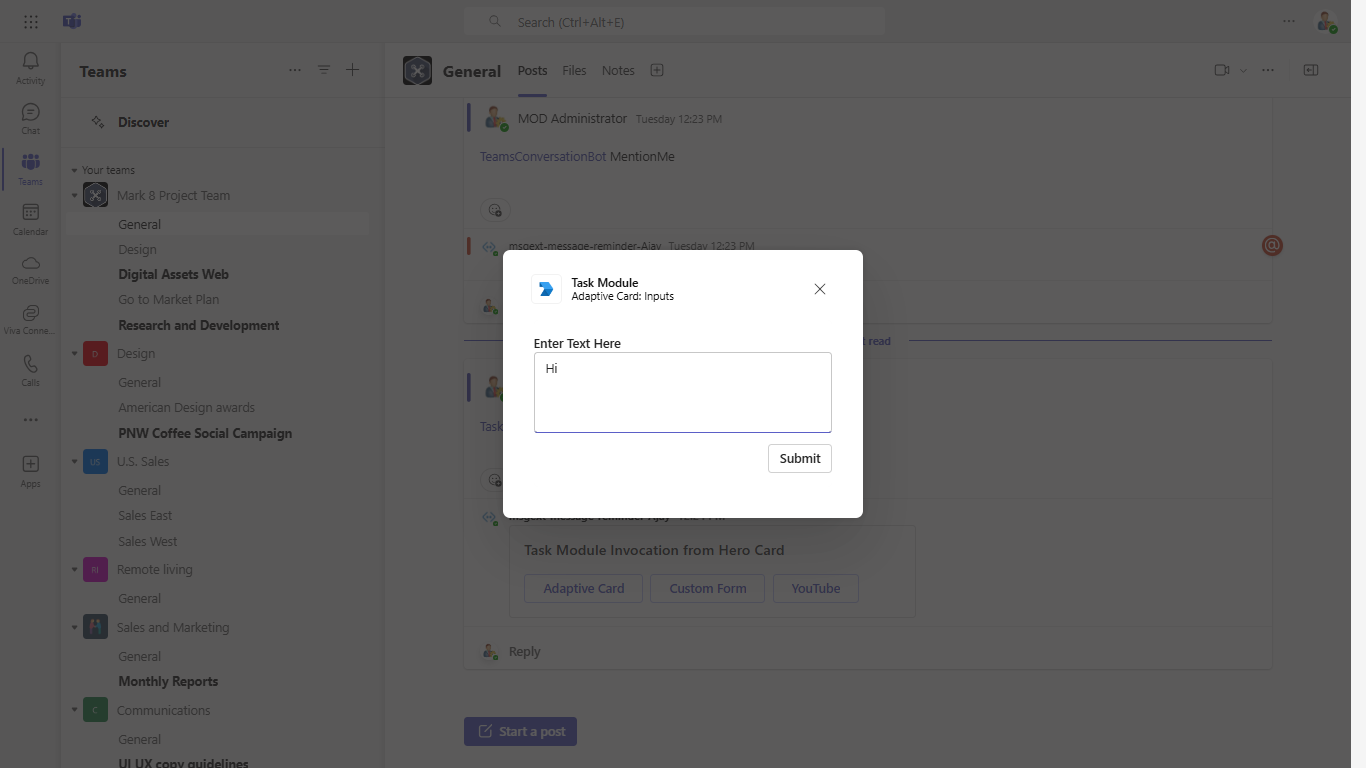 Search (Ctrl+Alt+E)
Activity
Chat
Teams
Calendar
OneDrive
Viva Conne...
Calls
Apps
Teams
Discover
Your teams
Mark 8 Project Team
General
Design
Digital Assets Web
Go to Market Plan
Research and Development
D
Design
General
American Design awards
PNW Coffee Social Campaign
US
U.S. Sales
General
Sales East
Sales West
Rl
Remote living
General
Sales and Marketing
General
Monthly Reports
C
Communications
General
UI UX copy guidelines
General Posts Files Notes
MOD Administrator Tuesday 12:23 PM
TeamsConversationBot MentionMe
msgext-message-reminder-Ajay Tuesday 12:23 PM
read
Task
Task Module
Adaptive Card: Inputs
Enter Text Here
Hi
Submit
Task Module Invocation from Hero Card
Adaptive Card Custom Form YouTube
Reply
Start a post